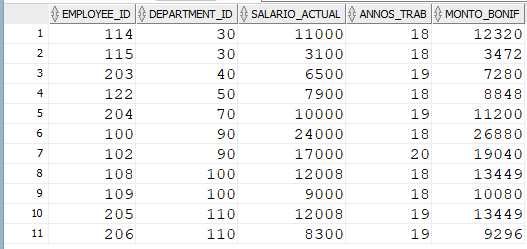 EMPLOYEE_ID DEPARTMENT_ID SALARIO_ACTUAL ANNOS_TRAB MONTO_BONIF
1 114 30 11000 18 12320
2 115 30 3100 18 3472
3 203 40 6500 19 7280
4 122 50 7900 18 8848
5 204 70 10000 19 11200
6 100 90 24000 18 26880
7 102 90 17000 20 19040
8 108 100 12008 18 13449
9 109 100 9000 18 10080
10 205 110 12008 19 13449
11 206 110 8300 19 9296